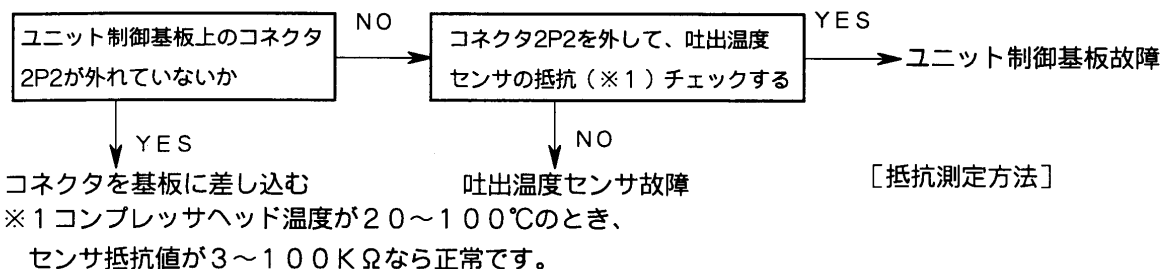 ユニット制御基板上のコネクタ
2P2が外れていないか
NO
コネクタ2P2を外して、吐出温度
センサの抵抗(※1)チェックする
YES
ユニット制御基板故障
YES
コネクタを基板に差し込む
NO
吐出温度センサ故障
[抵抗測定方法]
※1コンプレッサヘッド温度が20~100℃のとき、
センサ抵抗値が3~100KΩなら正常です。